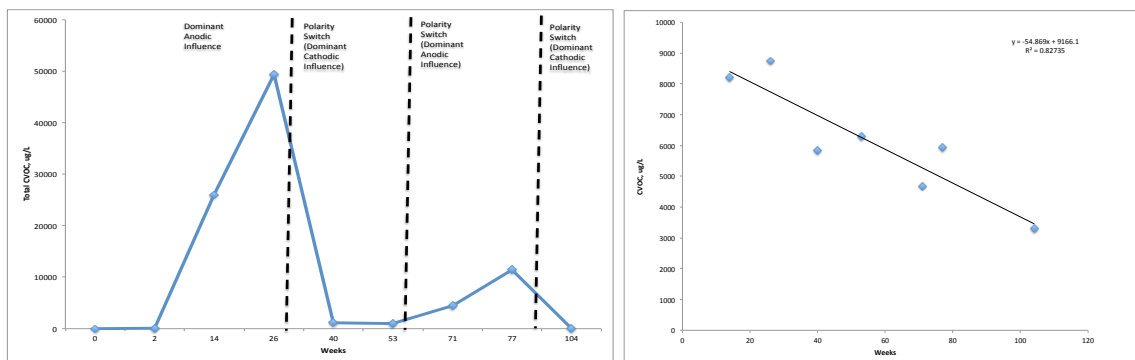 60000
50000
40000
30000
20000
10000
0
Total CVOC, ug/L
Dominant
Anodic
Influence
Polarity
Switch
(Dominant
Cathodic
Influence)
Polarity
Switch
(Dominant
Anodic
Influence)
Polarity
Switch
(Dominant
Cathodic
Influence)
0 2 14 26 40 53 71 77 104
Weeks
10000
9000
8000
7000
6000
5000
4000
3000
2000
1000
0
CVOC, ug/L
y = -54.869x + 9166.1
R² = 0.82735
0 20 40 60 80 100 120
Weeks